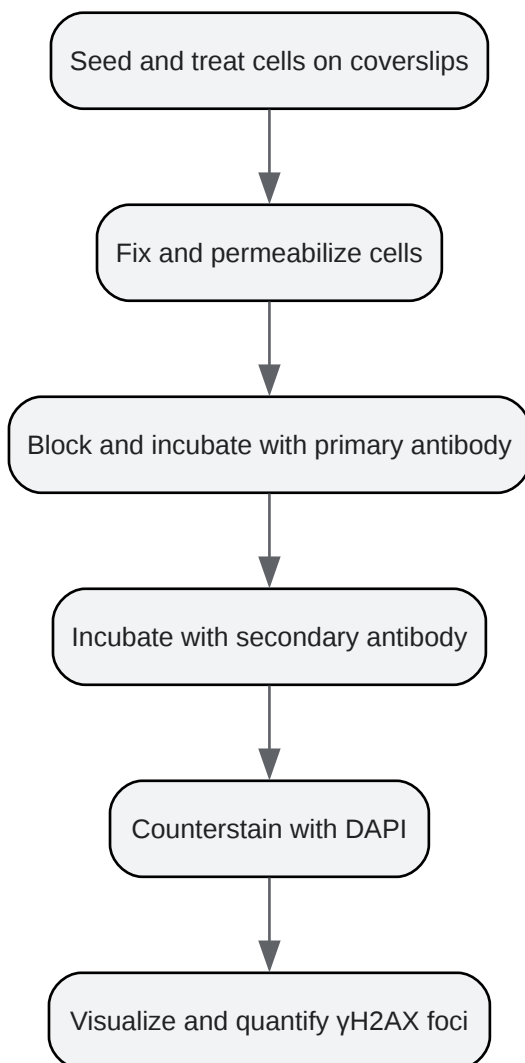 Seed and treat cells on coverslips
Fix and permeabilize cells
Block and incubate with primary antibody
Incubate with secondary antibody
Counterstain with DAPI
Visualize and quantify γH2AX foci